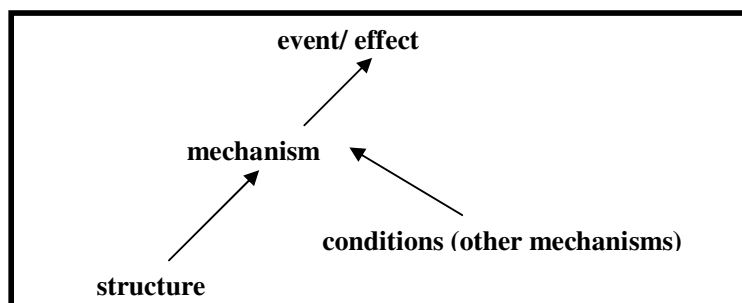 event/ effect
mechanism
conditions (other mechanisms)
structure